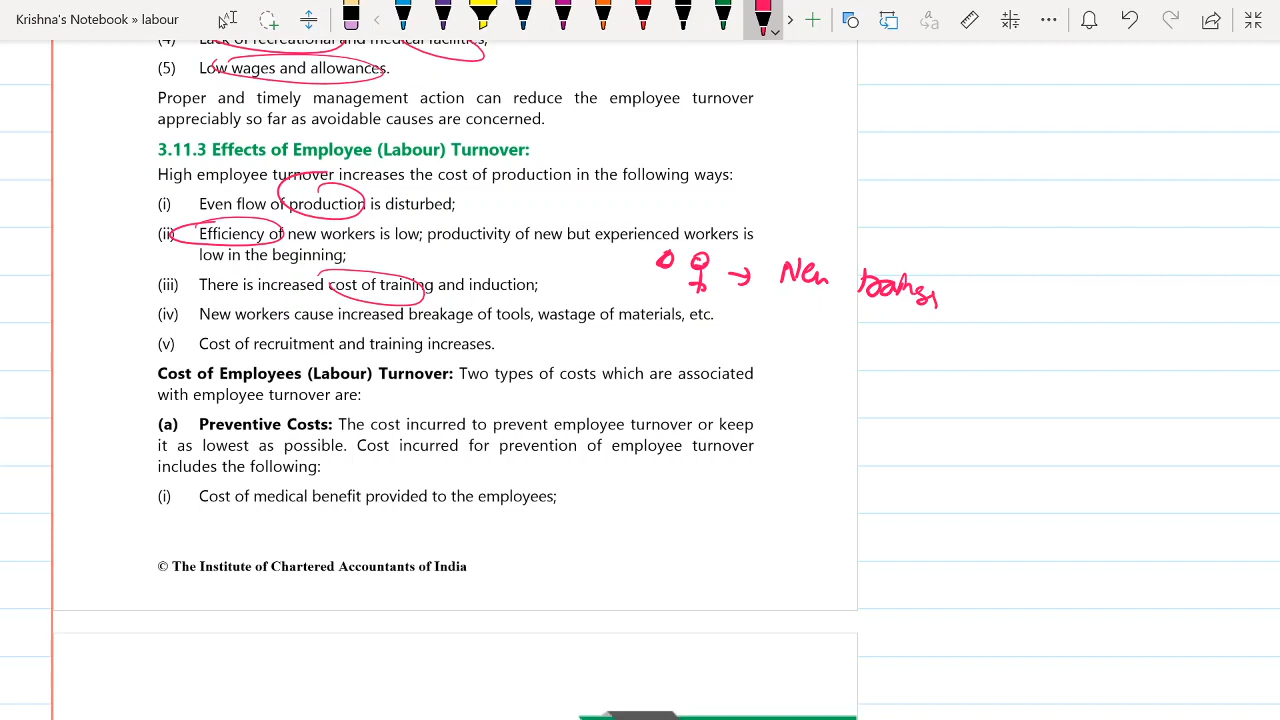 Krishna's Notebook » labour
(4) Lack of recreational and medical facilities;
(5) Low wages and allowances.
Proper and timely management action can reduce the employee turnover
appreciably so far as avoidable causes are concerned.
3.11.3 Effects of Employee (Labour) Turnover:
High employee turnover increases the cost of production in the following ways:
(i) Even flow of production is disturbed;
(ii) Efficiency of new workers is low; productivity of new but experienced workers is
low in the beginning;
(iii) There is increased cost of training and induction;
New
(iv) New workers cause increased breakage of tools, wastage of materials, etc.
(v) Cost of recruitment and training increases.
Cost of Employees (Labour) Turnover: Two types of costs which are associated
with employee turnover are:
(a) Preventive Costs: The cost incurred to prevent employee turnover or keep
it as lowest as possible. Cost incurred for prevention of employee turnover
includes the following:
(i) Cost of medical benefit provided to the employees;
© The Institute of Chartered Accountants of India